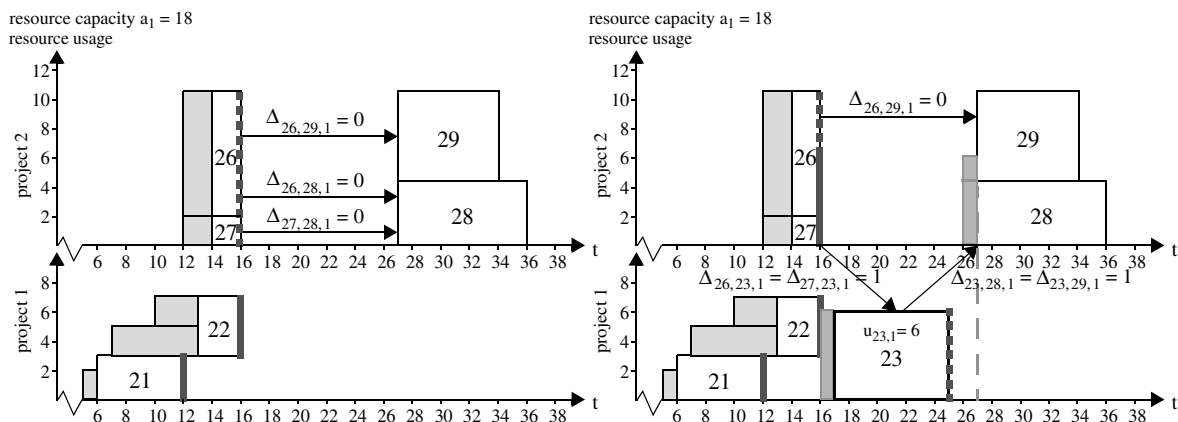 resource capacity a1 = 18
resource usage
project 2
12
10
8
6
4
2
26
27
Δ26, 29, 1 = 0
Δ26, 28, 1 = 0
Δ27, 28, 1 = 0
29
28
6 8 10 12 14 16 18 20 22 24 26 28 30 32 34 36 38 t
project 1
8
6
4
2
22
21
6 8 10 12 14 16 18 20 22 24 26 28 30 32 34 36 38 t
resource capacity a1 = 18
resource usage
project 2
12
10
8
6
4
2
26
27
Δ26, 29, 1 = 0
29
28
6 8 10 12 14 16 18 20 22 24 26 28 30 32 34 36 38 t
Δ26, 23, 1 = Δ27, 23, 1 = 1
Δ23, 28, 1 = Δ23, 29, 1 = 1
project 1
8
6
4
2
22
21
u23, 1 = 6
23
6 8 10 12 14 16 18 20 22 24 26 28 30 32 34 36 38 t